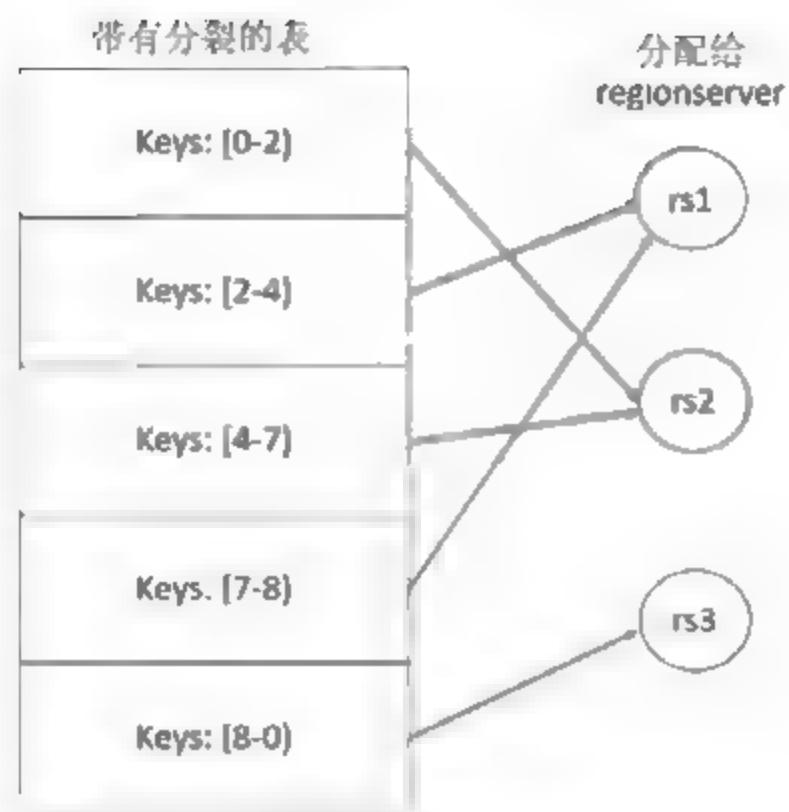 带有分裂的表
分配给
regionserver
Keys: [0-2)
rs1
Keys: [2-4)
rs2
Keys: [4-7)
Keys. [7-8)
rs3
Keys: [8-0)